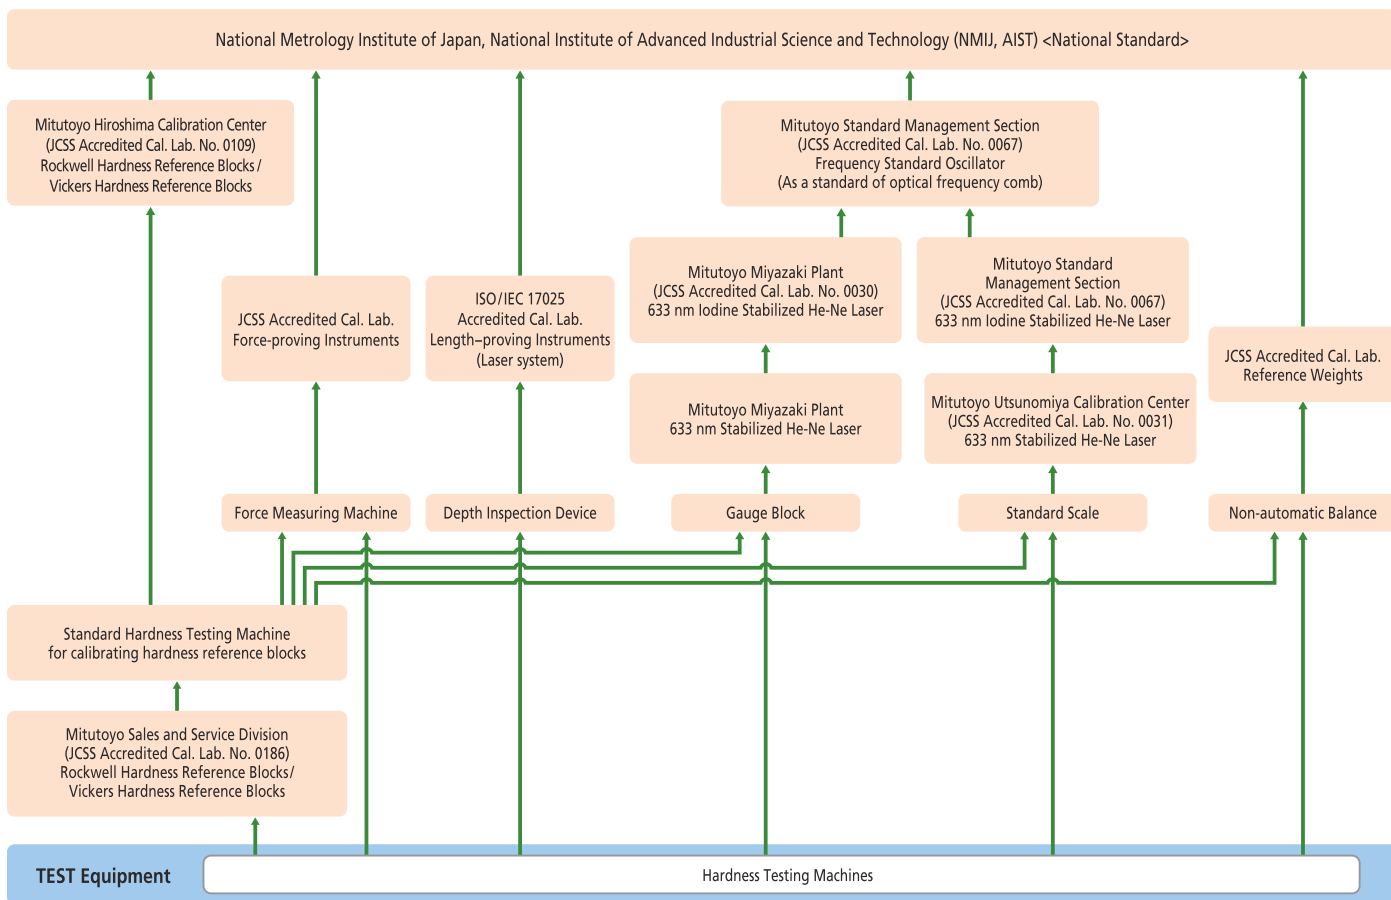 National Metrology Institute of Japan, National Institute of Advanced Industrial Science and Technology (NMIJ, AIST) <National Standard>
Mitutoyo Hiroshima Calibration Center
(JCSS Accredited Cal. Lab. No. 0109)
Rockwell Hardness Reference Blocks /
Vickers Hardness Reference Blocks
Mitutoyo Standard Management Section
(JCSS Accredited Cal. Lab. No. 0067)
Frequency Standard Oscillator
(As a standard of optical frequency comb)
JCSS Accredited Cal. Lab.
Force-proving Instruments
ISO/IEC 17025
Accredited Cal. Lab.
Length–proving Instruments
(Laser system)
Mitutoyo Miyazaki Plant
(JCSS Accredited Cal. Lab. No. 0030)
633 nm Iodine Stabilized He-Ne Laser
Mitutoyo Standard
Management Section
(JCSS Accredited Cal. Lab. No. 0067)
633 nm Iodine Stabilized He-Ne Laser
JCSS Accredited Cal. Lab.
Reference Weights
Mitutoyo Miyazaki Plant
633 nm Stabilized He-Ne Laser
Mitutoyo Utsunomiya Calibration Center
(JCSS Accredited Cal. Lab. No. 0031)
633 nm Stabilized He-Ne Laser
Force Measuring Machine
Depth Inspection Device
Gauge Block
Standard Scale
Non-automatic Balance
Standard Hardness Testing Machine
for calibrating hardness reference blocks
Mitutoyo Sales and Service Division
(JCSS Accredited Cal. Lab. No. 0186)
Rockwell Hardness Reference Blocks/
Vickers Hardness Reference Blocks
TEST Equipment
Hardness Testing Machines